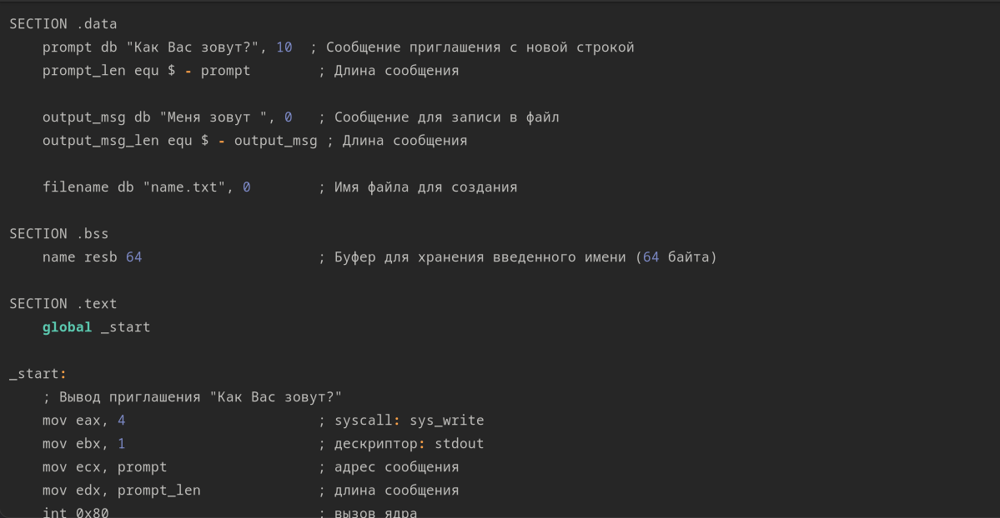 SECTION .data
    prompt db "Как Вас зовут?", 10  ; Сообщение приглашения с новой строкой
    prompt_len equ $ - prompt        ; Длина сообщения

    output_msg db "Меня зовут ", 0   ; Сообщение для записи в файл
    output_msg_len equ $ - output_msg ; Длина сообщения

    filename db "name.txt", 0        ; Имя файла для создания

SECTION .bss
    name resb 64                     ; Буфер для хранения введенного имени (64 байта)

SECTION .text
    global _start

_start:
    ; Вывод приглашения "Как Вас зовут?"
    mov eax, 4                       ; syscall: sys_write
    mov ebx, 1                       ; дескриптор: stdout
    mov ecx, prompt                  ; адрес сообщения
    mov edx, prompt_len              ; длина сообщения
    int 0x80                         ; вызов ядра